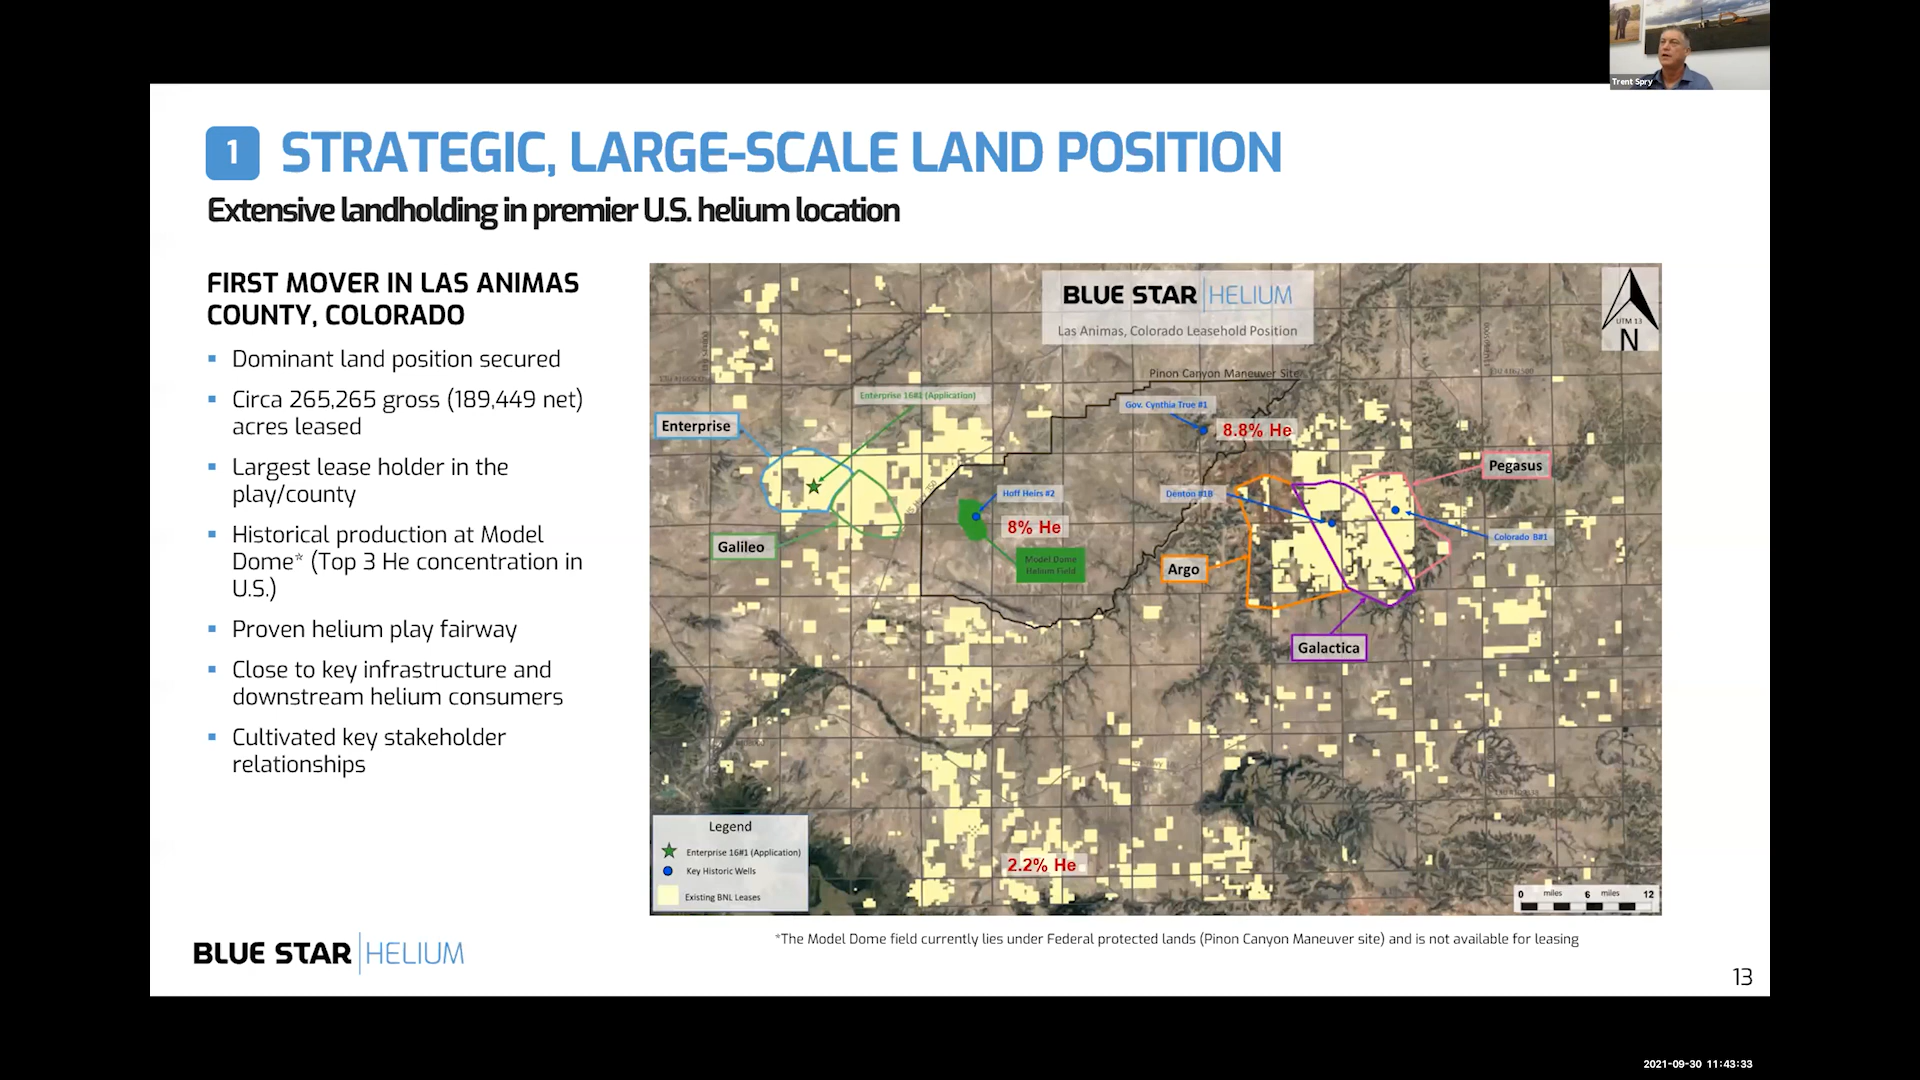 Trent Spry
1 STRATEGIC, LARGE-SCALE LAND POSITION
Extensive landholding in premier U.S. helium location
FIRST MOVER IN LAS ANIMAS
COUNTY, COLORADO
Dominant land position secured
Circa 265,265 gross (189,449 net)
acres leased
Largest lease holder in the
play/county
Historical production at Model
Dome* (Top 3 He concentration in
U.S.)
Proven helium play fairway
Close to key infrastructure and
downstream helium consumers
Cultivated key stakeholder
relationships
BLUE STAR HELIUM
Las Animas, Colorado Leasehold Position
UTM 13
N
Pinon Canyon Maneuver Site
Enterprise 16#1 (Application)
Gov. Cynthia True #1
Enterprise
8.8% He
Pegasus
Hoff Heirs #2
Denton #1B
8% He
Colorado B#1
Galileo
Model Dome
Helium Field
Argo
Galactica
2.2% He
Legend
Enterprise 16#1 (Application)
Key Historic Wells
Existing BNL Leases
0 miles 6 miles 12
*The Model Dome field currently lies under Federal protected lands (Pinon Canyon Maneuver site) and is not available for leasing
BLUE STAR HELIUM
13
2021-09-30 11:43:33